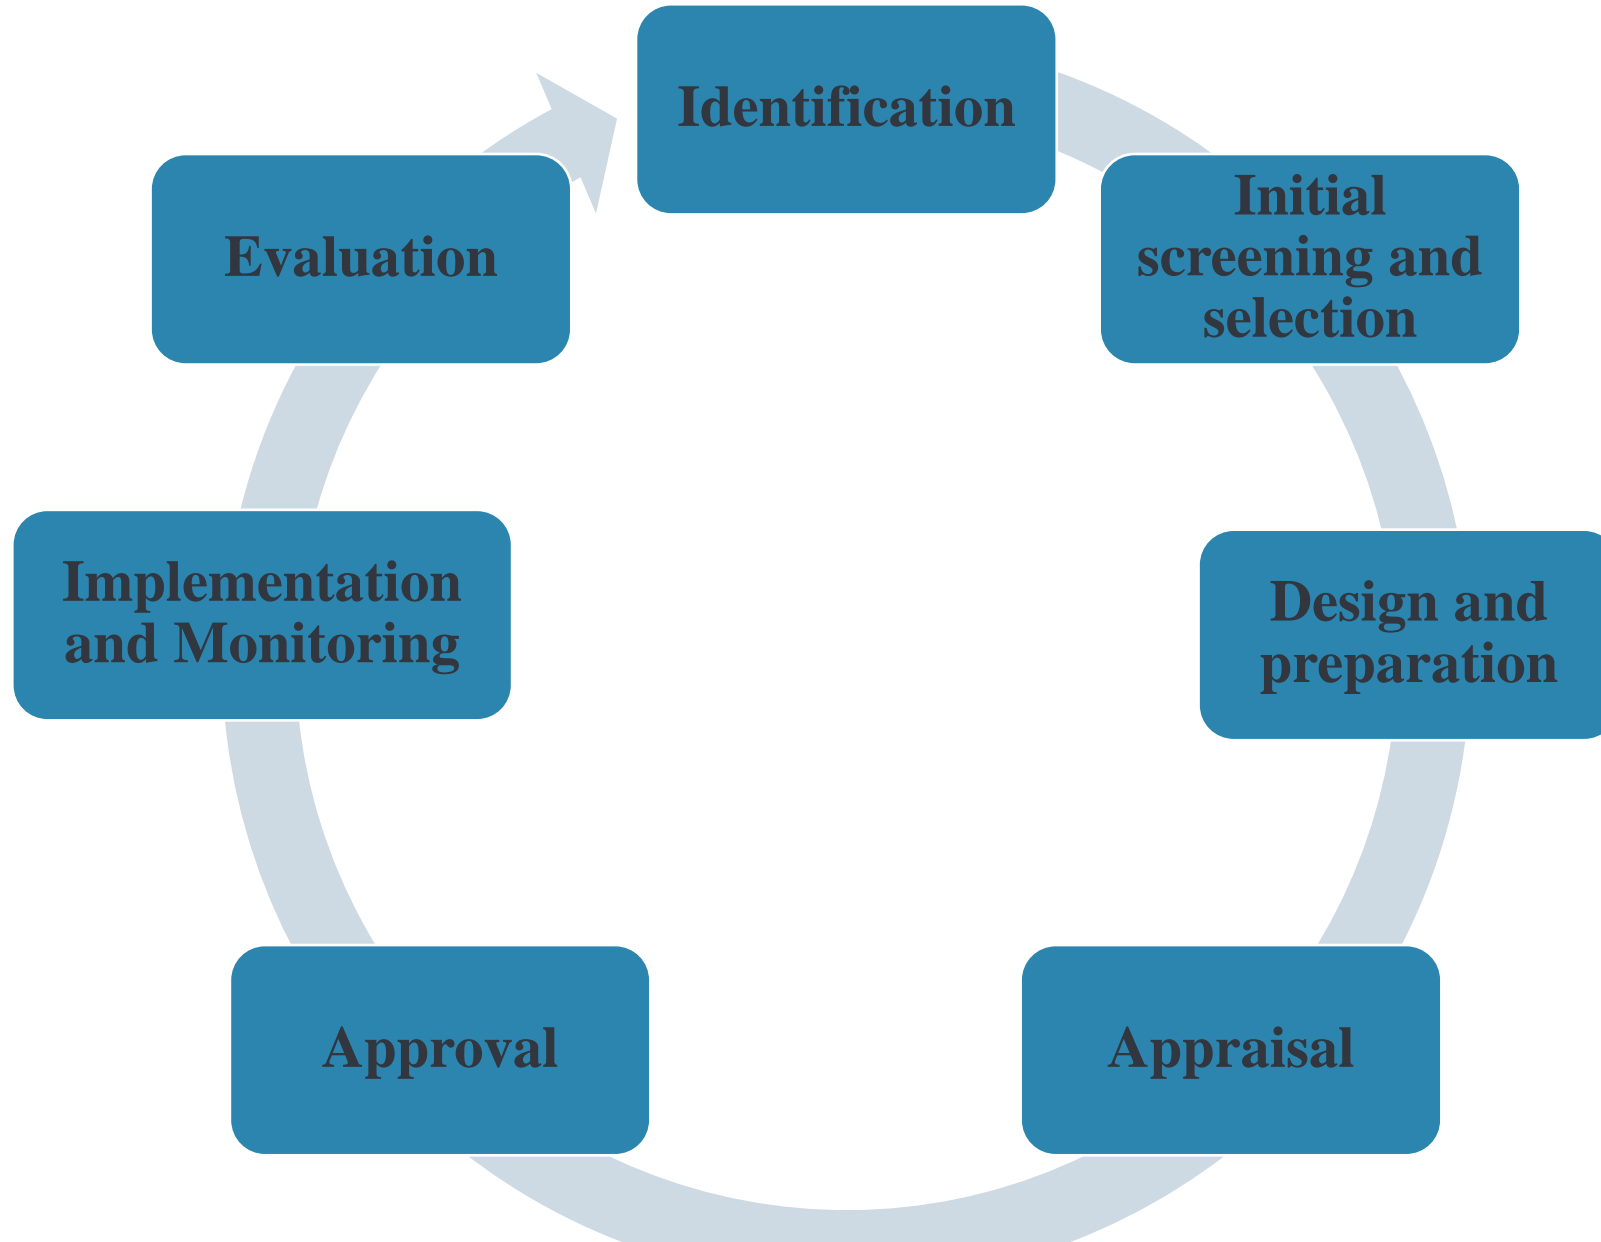 Identification
Initial
screening and
selection
Design and
preparation
Appraisal
Approval
Implementation
and Monitoring
Evaluation